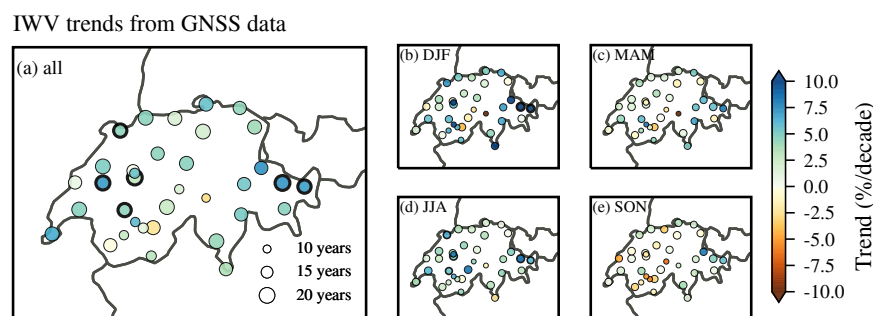 IWV trends from GNSS data
(a) all
10 years
15 years
20 years
(b) DJF
(c) MAM
(d) JJA
(e) SON
10.0
7.5
5.0
2.5
0.0
-2.5
-5.0
-7.5
-10.0
Trend (%/decade)